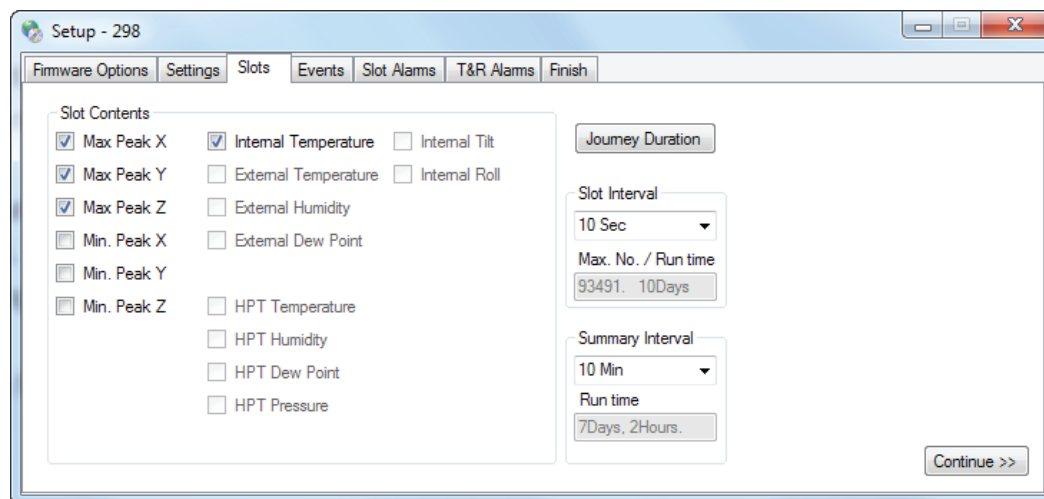 Setup - 298
Firmware Options Settings Slots Events Slot Alarms T&R Alarms Finish
Slot Contents
Max Peak X Internal Temperature Internal Tilt
Max Peak Y External Temperature Internal Roll
Max Peak Z External Humidity
Min. Peak X External Dew Point
Min. Peak Y
Min. Peak Z HPT Temperature
HPT Humidity
HPT Dew Point
HPT Pressure
Journey Duration
Slot Interval
10 Sec
Max. No. / Run time
93491. 10Days
Summary Interval
10 Min
Run time
7Days, 2Hours.
Continue >>